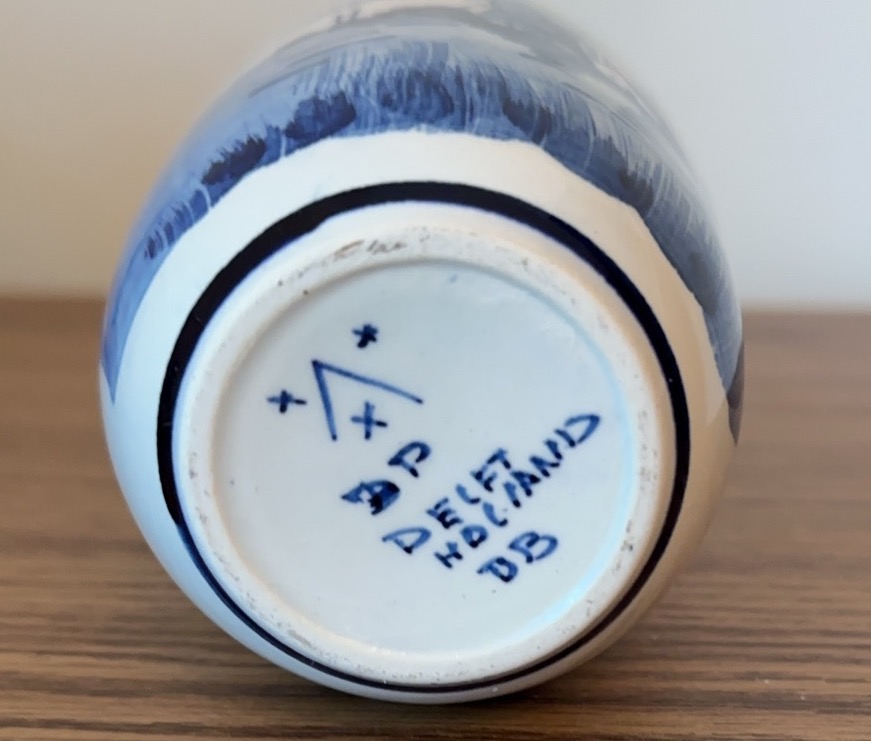 DP
DELFT
HOLLAND
DB